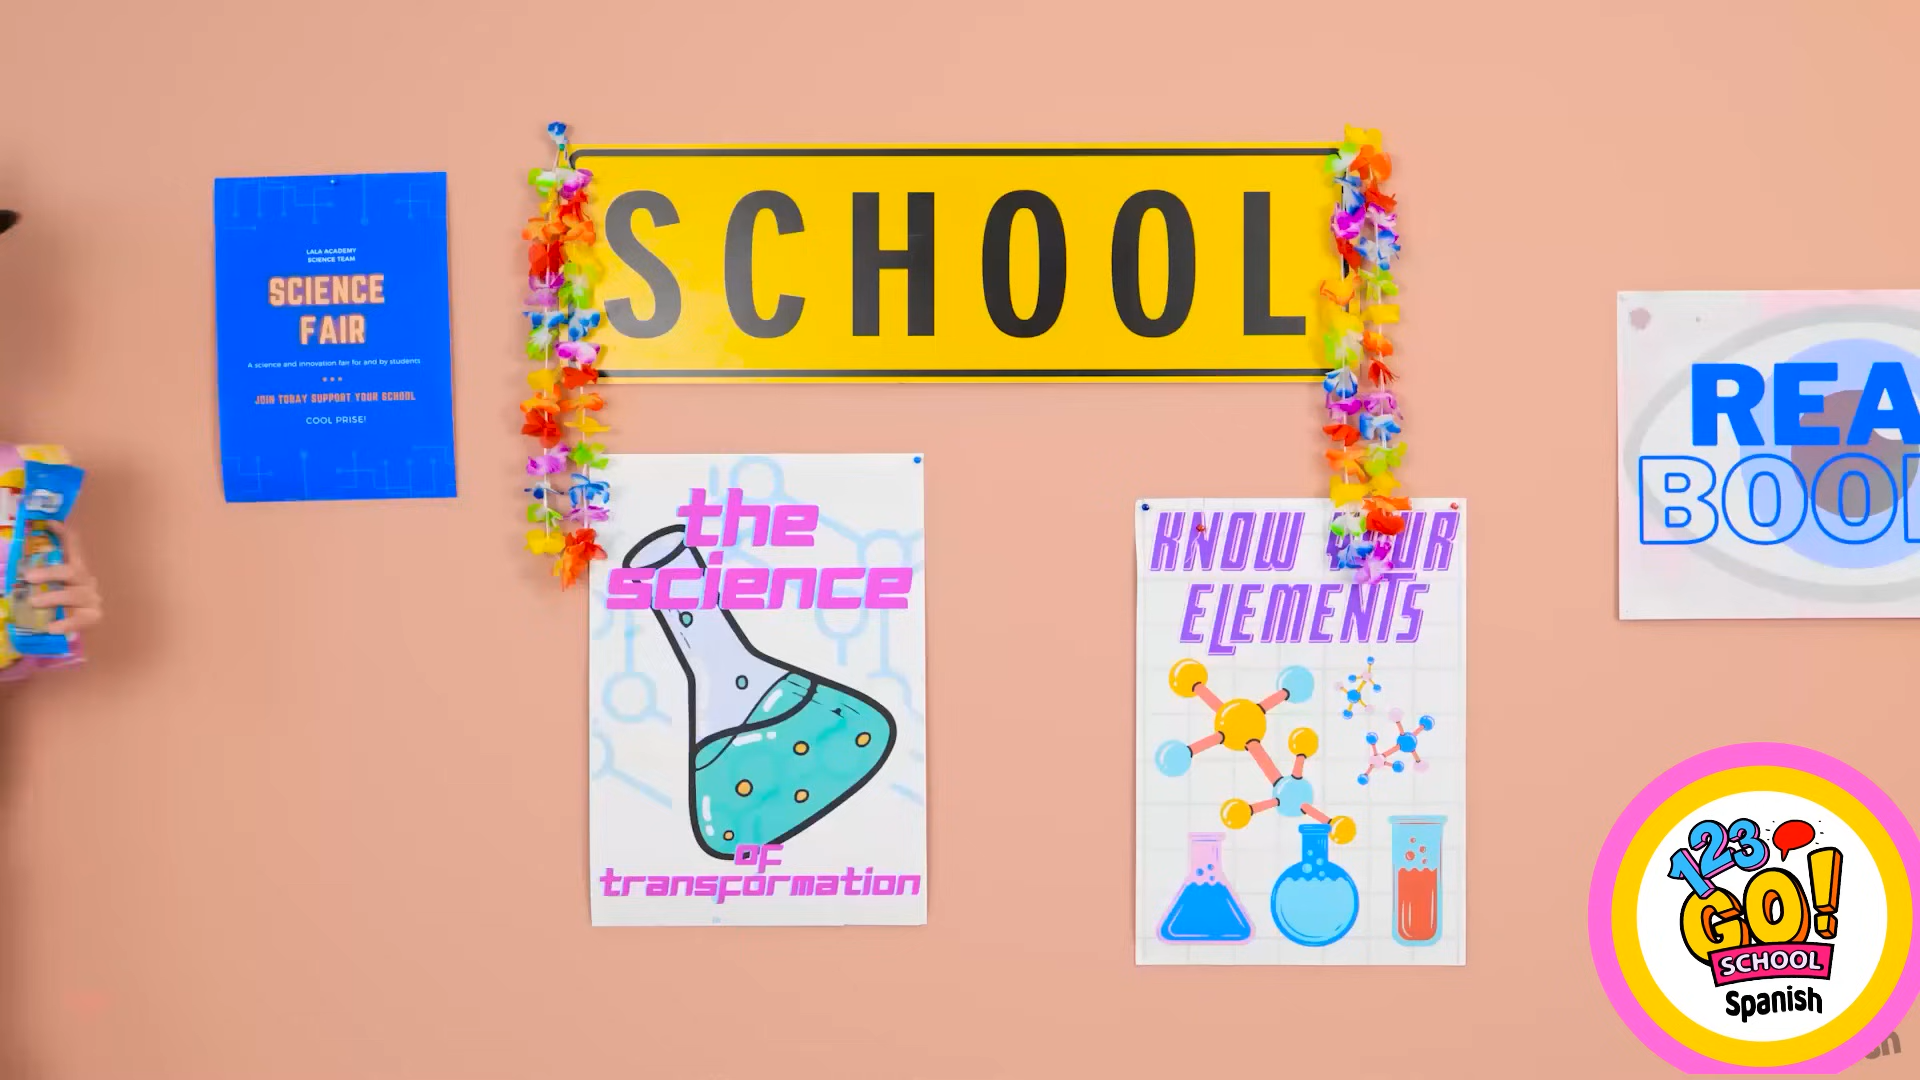 LALA ACADEMY
SCIENCE TEAM
SCIENCE
FAIR
A science and innovation fair for and by students
JOIN TODAY SUPPORT YOUR SCHOOL
COOL PRISE!
SCHOOL
the
science
of
transformation
KNOW YOUR
ELEMENTS
REA
BOO
123
GO!
SCHOOL
Spanish